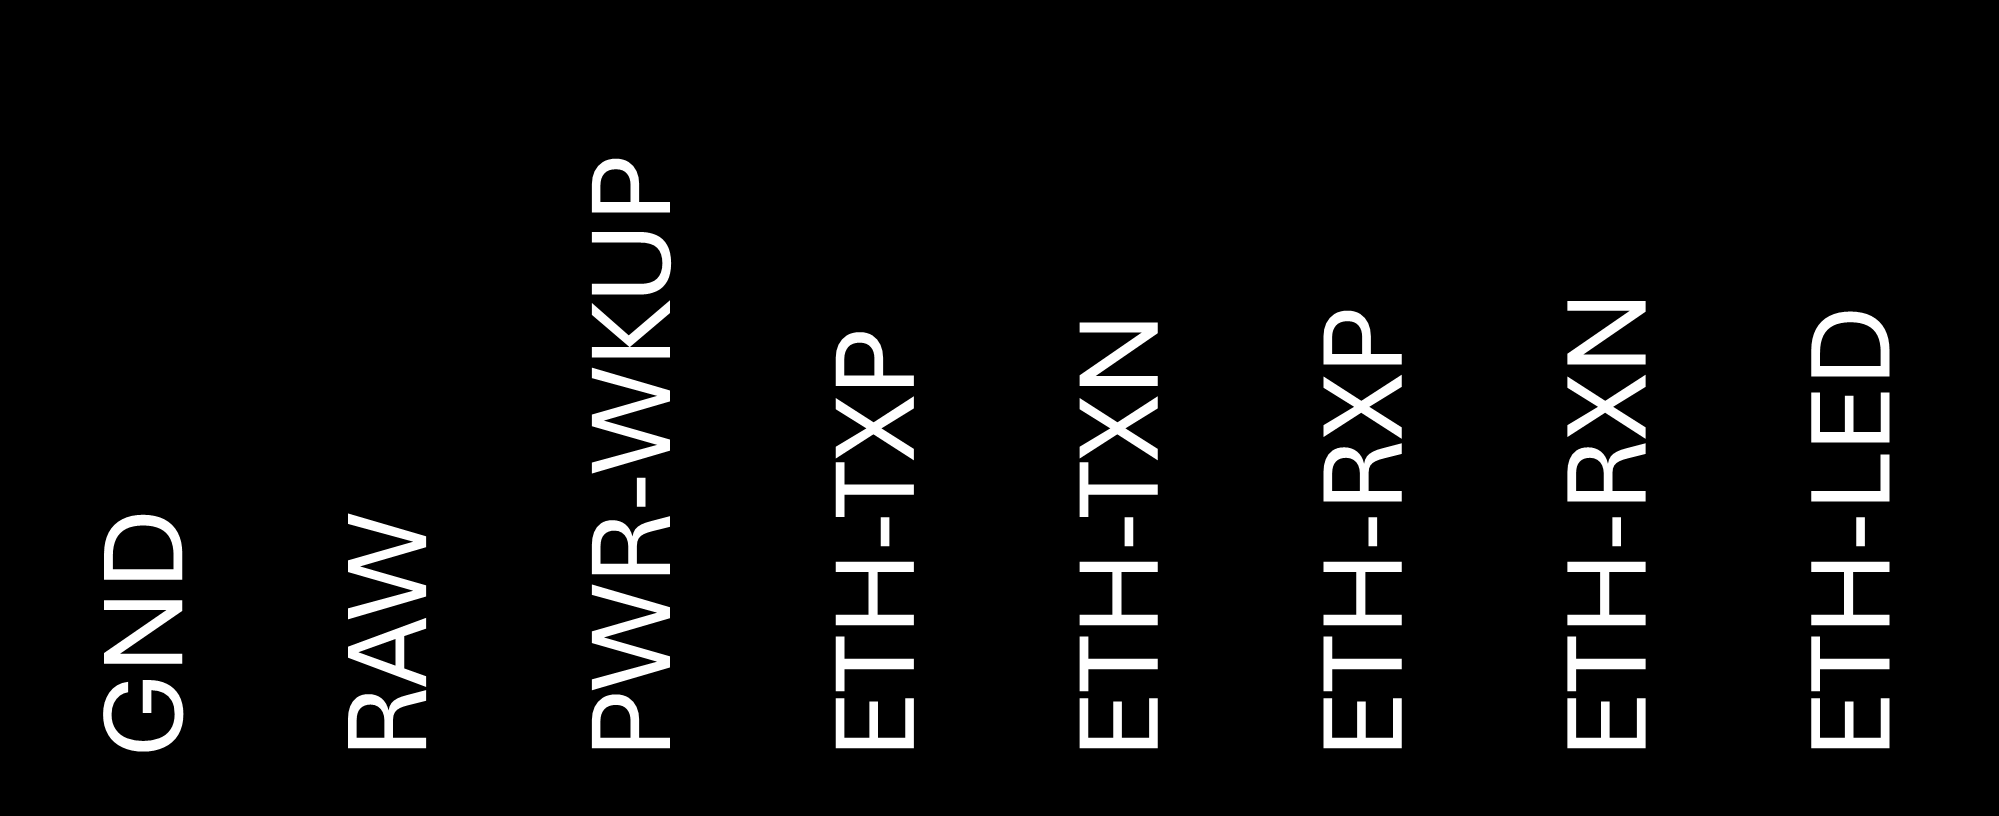 GND
RAW
PWR-WKUP
ETH-TXP
ETH-TXN
ETH-RXP
ETH-RXN
ETH-LED